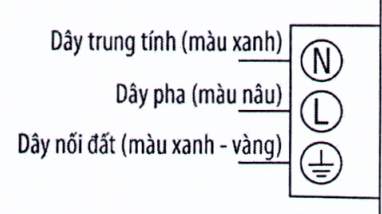 Dây trung tính (màu xanh) N
Dây pha (màu nâu) L
Dây nối đất (màu xanh - vàng)